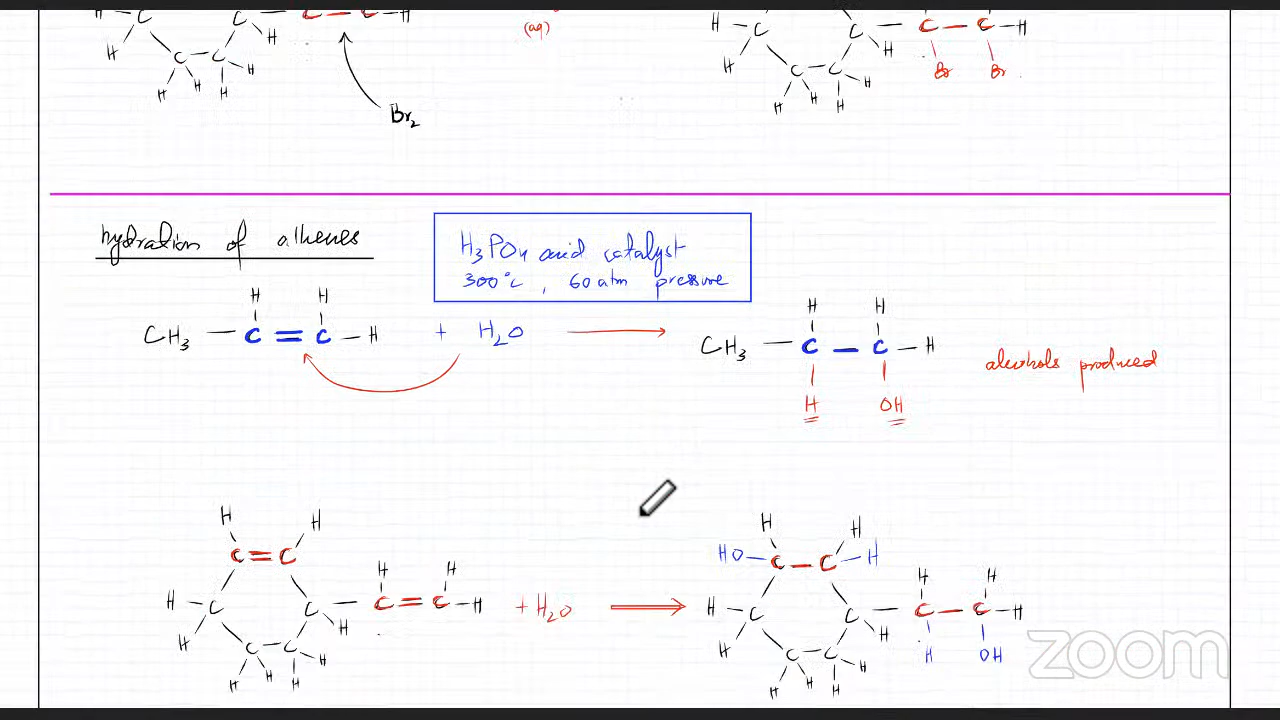 H C C H H C C H
H H C C H H (aq) H H C C H H Br Br
H H H H H H
Br₂
hydration of alkenes
H₃PO₄ acid catalyst
300°C, 60 atm pressure
H H
CH₃ — C = C — H + H₂O
H H
CH₃ — C — C — H
H OH
alcohols produced
H H
C = C
H H
H — C C — C = C — H
H H
C — C
H H H H
+ H₂O
H H
HO — C — C — H
H H
H — C C — C — C — H
H H H OH
C — C
H H H H
zoom